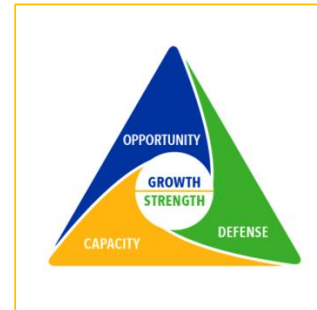 OPPORTUNITY
GROWTH
STRENGTH
DEFENSE
CAPACITY